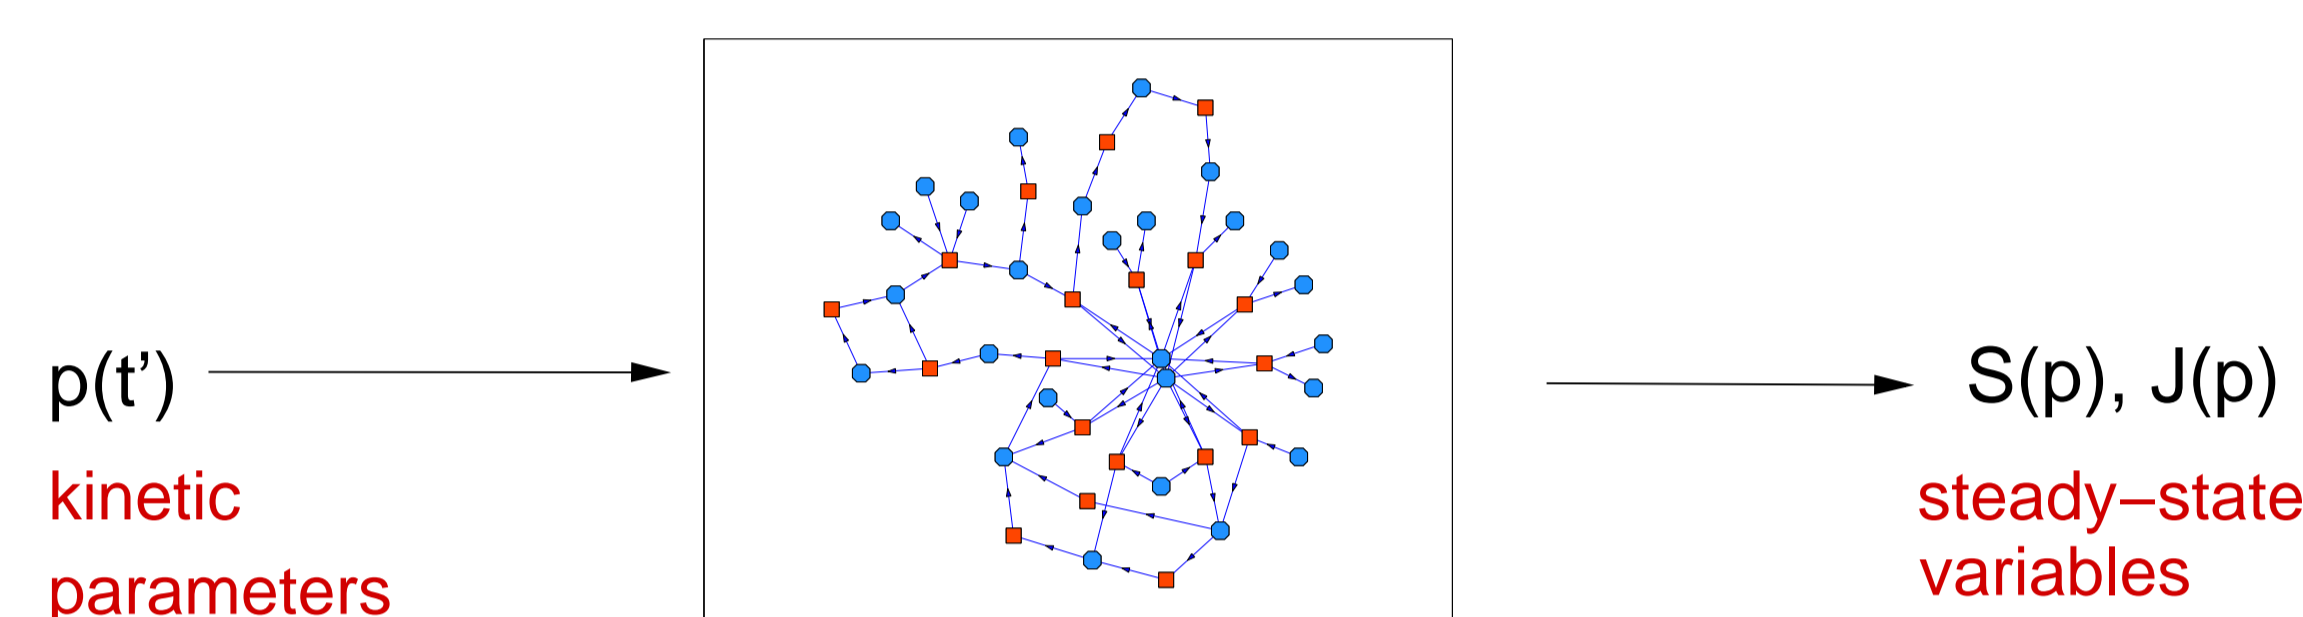 p(t’)
kinetic
parameters
S(p), J(p)
steady–state
variables